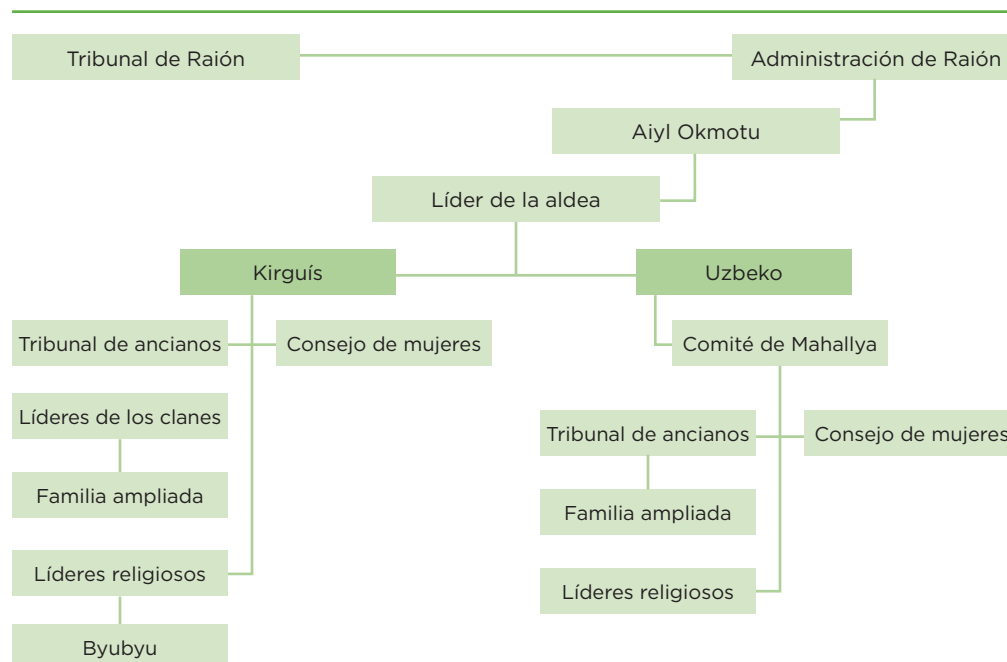 Tribunal de Raión
Administración de Raión
Aiyl Okmotu
Líder de la aldea
Kirguís
Uzbeko
Tribunal de ancianos
Consejo de mujeres
Comité de Mahallya
Líderes de los clanes
Tribunal de ancianos
Consejo de mujeres
Familia ampliada
Familia ampliada
Líderes religiosos
Líderes religiosos
Byubyu